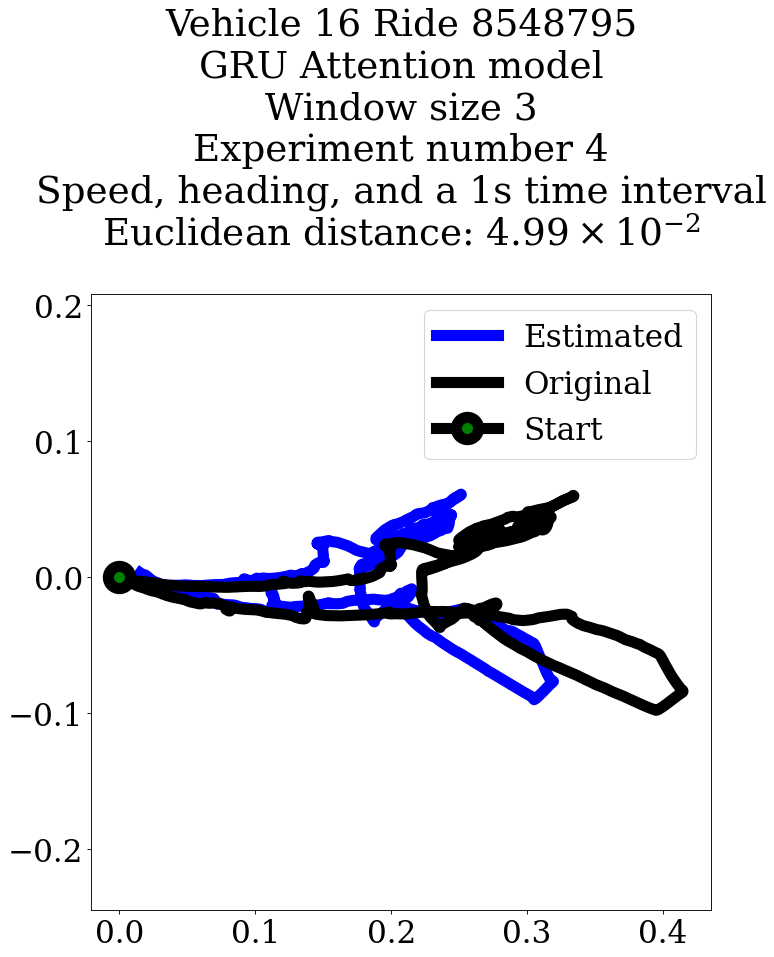 Vehicle 16 Ride 8548795
GRU Attention model
Window size 3
Experiment number 4
Speed, heading, and a 1s time interval
Euclidean distance: 4.99 × 10⁻²
Estimated
Original
Start
0.2
0.1
0.0
−0.1
−0.2
0.0 0.1 0.2 0.3 0.4